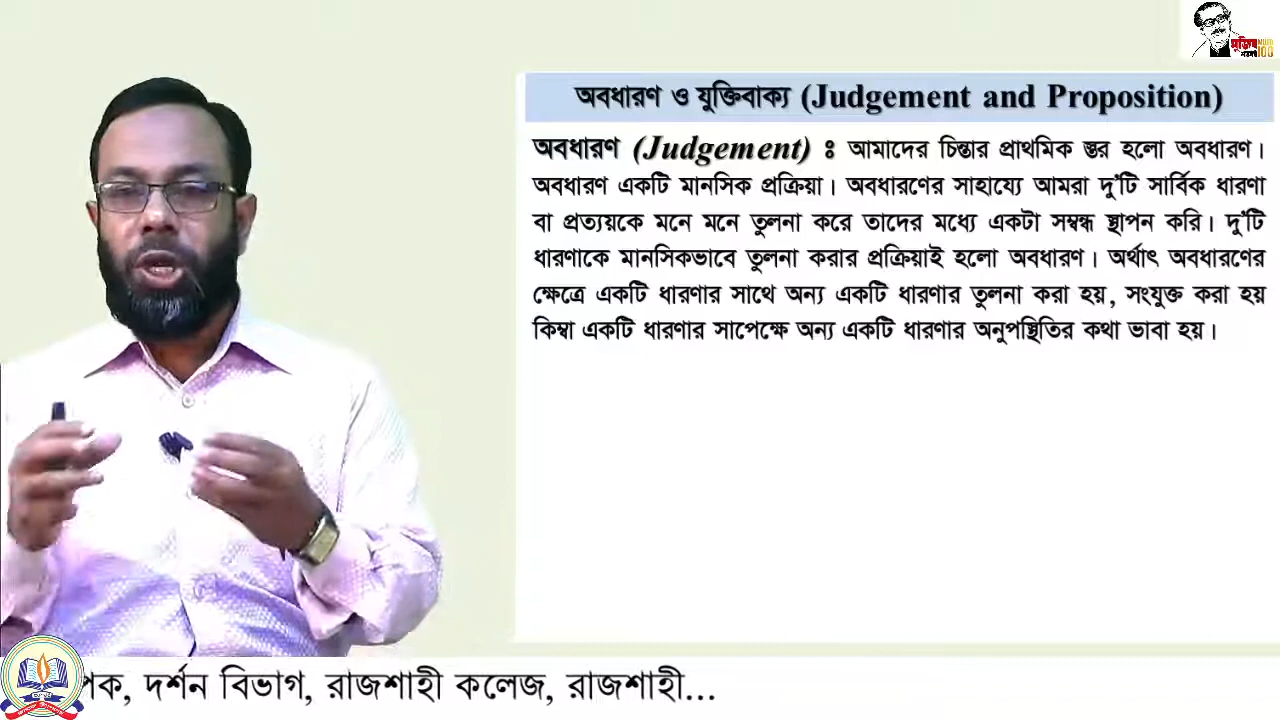 অবধারণ ও যুক্তিবাক্য (Judgement and Proposition)
অবধারণ (Judgement) ঃ আমাদের চিন্তার প্রাথমিক স্তর হলো অবধারণ।
অবধারণ একটি মানসিক প্রক্রিয়া। অবধারণের সাহায্যে আমরা দু’টি সার্বিক ধারণা
বা প্রত্যয়কে মনে মনে তুলনা করে তাদের মধ্যে একটা সম্বন্ধ স্থাপন করি। দু’টি
ধারণাকে মানসিকভাবে তুলনা করার প্রক্রিয়াই হলো অবধারণ। অর্থাৎ অবধারণের
ক্ষেত্রে একটি ধারণার সাথে অন্য একটি ধারণার তুলনা করা হয়, সংযুক্ত করা হয়
কিম্বা একটি ধারণার সাপেক্ষে অন্য একটি ধারণার অনুপস্থিতির কথা ভাবা হয়।
পক, দর্শন বিভাগ, রাজশাহী কলেজ, রাজশাহী...